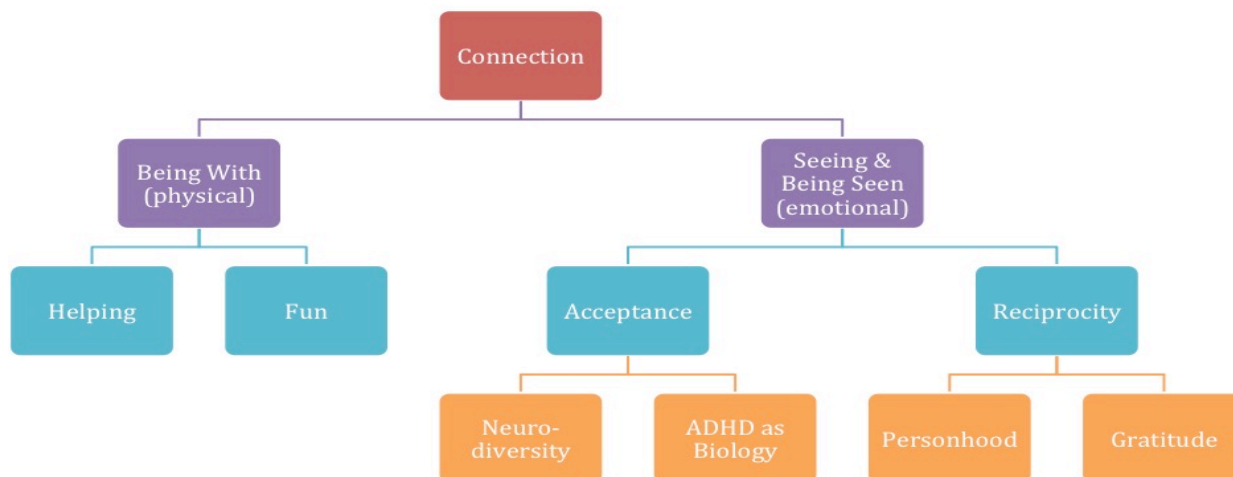 Connection
Being With
(physical)
Seeing &
Being Seen
(emotional)
Helping
Fun
Acceptance
Reciprocity
Neuro-
diversity
ADHD as
Biology
Personhood
Gratitude